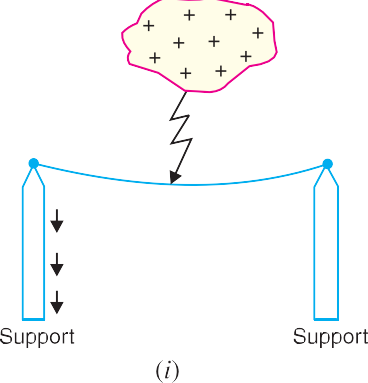 + + +
+ + +
+ + + +
Support Support
(i)